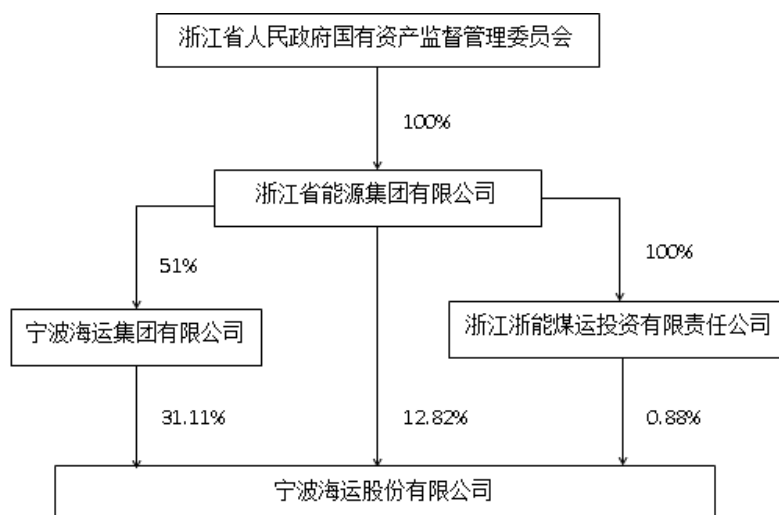 浙江省人民政府国有资产监督管理委员会
100%
浙江省能源集团有限公司
51%
100%
宁波海运集团有限公司
浙江浙能煤运投资有限责任公司
31.11%
12.82%
0.88%
宁波海运股份有限公司